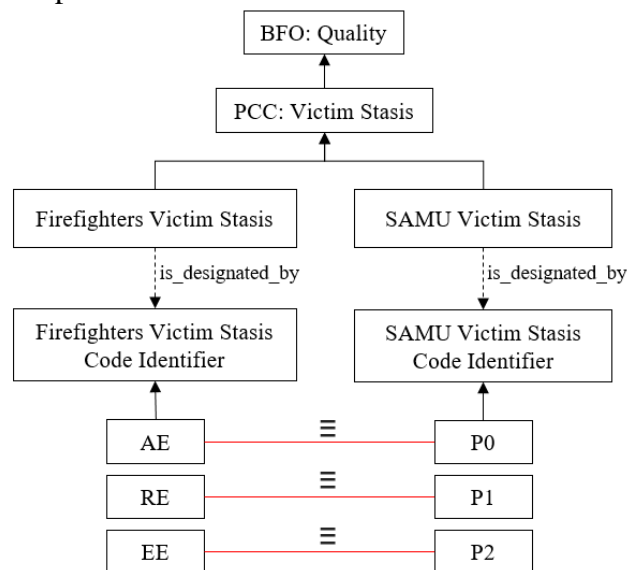 BFO: Quality
PCC: Victim Stasis
Firefighters Victim Stasis
SAMU Victim Stasis
is_designated_by
is_designated_by
Firefighters Victim Stasis
Code Identifier
SAMU Victim Stasis
Code Identifier
AE
≡
P0
RE
≡
P1
EE
≡
P2